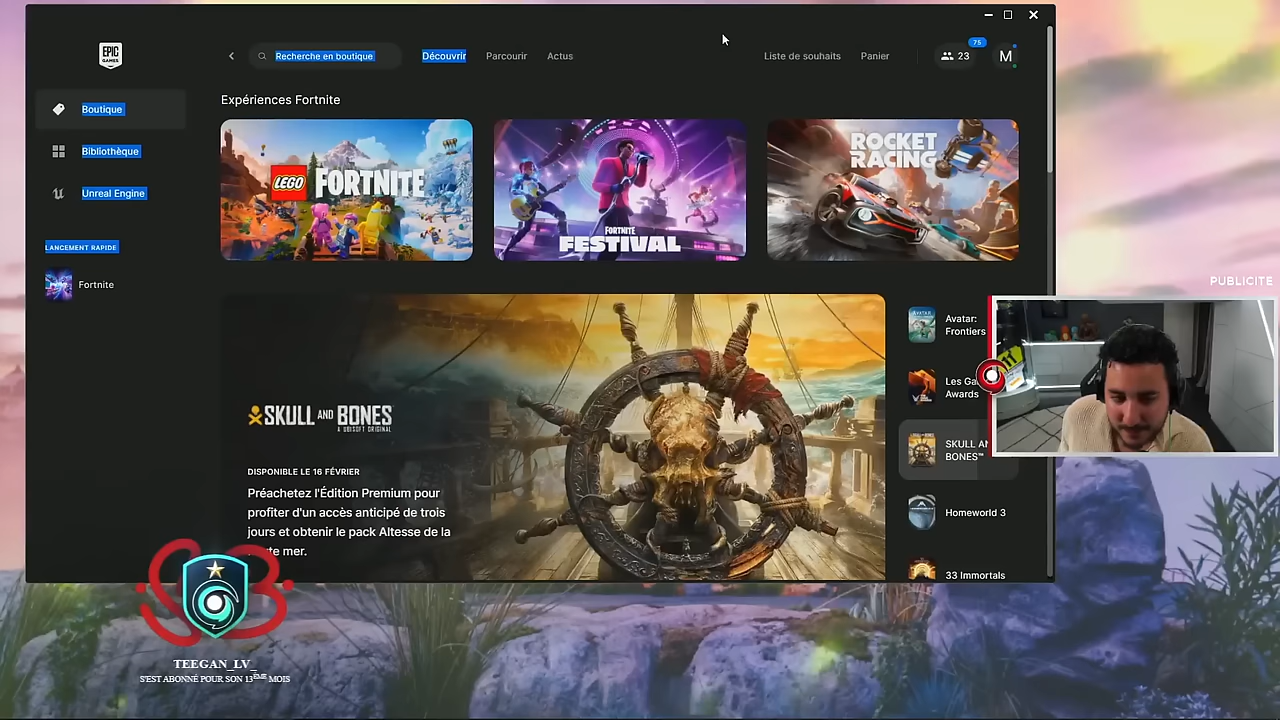 EPIC
GAMES
Recherche en boutique
Découvrir
Parcourir
Actus
Liste de souhaits
Panier
75
23
M
Boutique
Bibliothèque
Unreal Engine
LANCEMENT RAPIDE
Fortnite
Expériences Fortnite
LEGO FORTNITE
FORTNITE
FESTIVAL
ROCKET
RACING
SKULL AND BONES
A UBISOFT ORIGINAL
DISPONIBLE LE 16 FÉVRIER
Préachetez l'Édition Premium pour
profiter d'un accès anticipé de trois
jours et obtenir le pack Altesse de la
mer.
AVATAR
Avatar:
Frontiers
Les Ga
Awards
SKULL AN
BONES™
Homeworld 3
33 Immortals
PUBLICITE
TEEGAN_LV_
S'EST ABONNÉ POUR SON 13ÈME MOIS